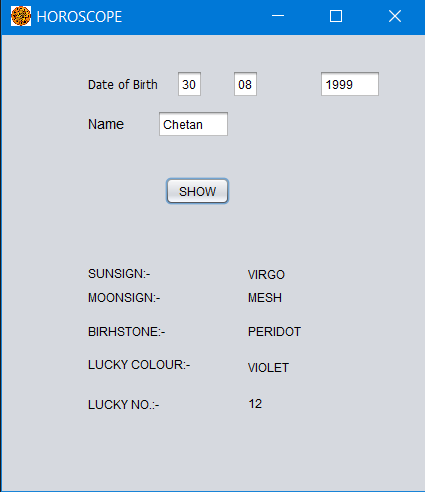 HOROSCOPE
Date of Birth 30 08 1999
Name Chetan
SHOW
SUNSIGN:- VIRGO
MOONSIGN:- MESH
BIRHSTONE:- PERIDOT
LUCKY COLOUR:- VIOLET
LUCKY NO.:- 12